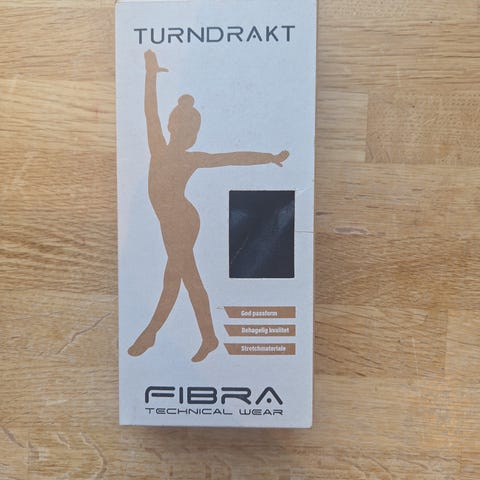 TURNDRAKT
God passform
Behagelig kvalitet
Stretchmateriale
FIBRA
TECHNICAL WEAR